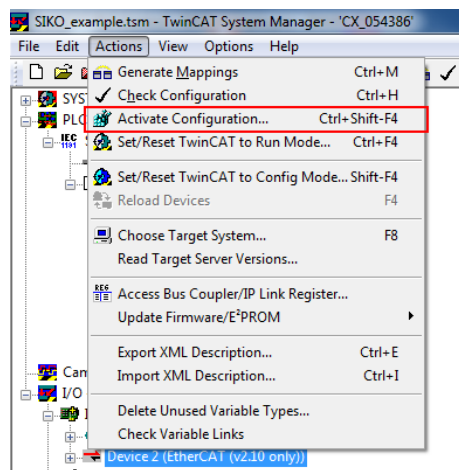 SIKO_example.tsm - TwinCAT System Manager - 'CX_054386'
File Edit Actions View Options Help
Generate Mappings Ctrl+M
Check Configuration Ctrl+H
Activate Configuration... Ctrl+Shift-F4
Set/Reset TwinCAT to Run Mode... Ctrl+F4
Set/Reset TwinCAT to Config Mode... Shift-F4
Reload Devices F4
Choose Target System... F8
Read Target Server Versions...
Access Bus Coupler/IP Link Register...
Update Firmware/E²PROM
Export XML Description... Ctrl+E
Import XML Description... Ctrl+I
Delete Unused Variable Types...
Check Variable Links
SYS
PLC
IEC
1131
REG
Cam
I/O
Device 2 (EtherCAT (v2.10 only))